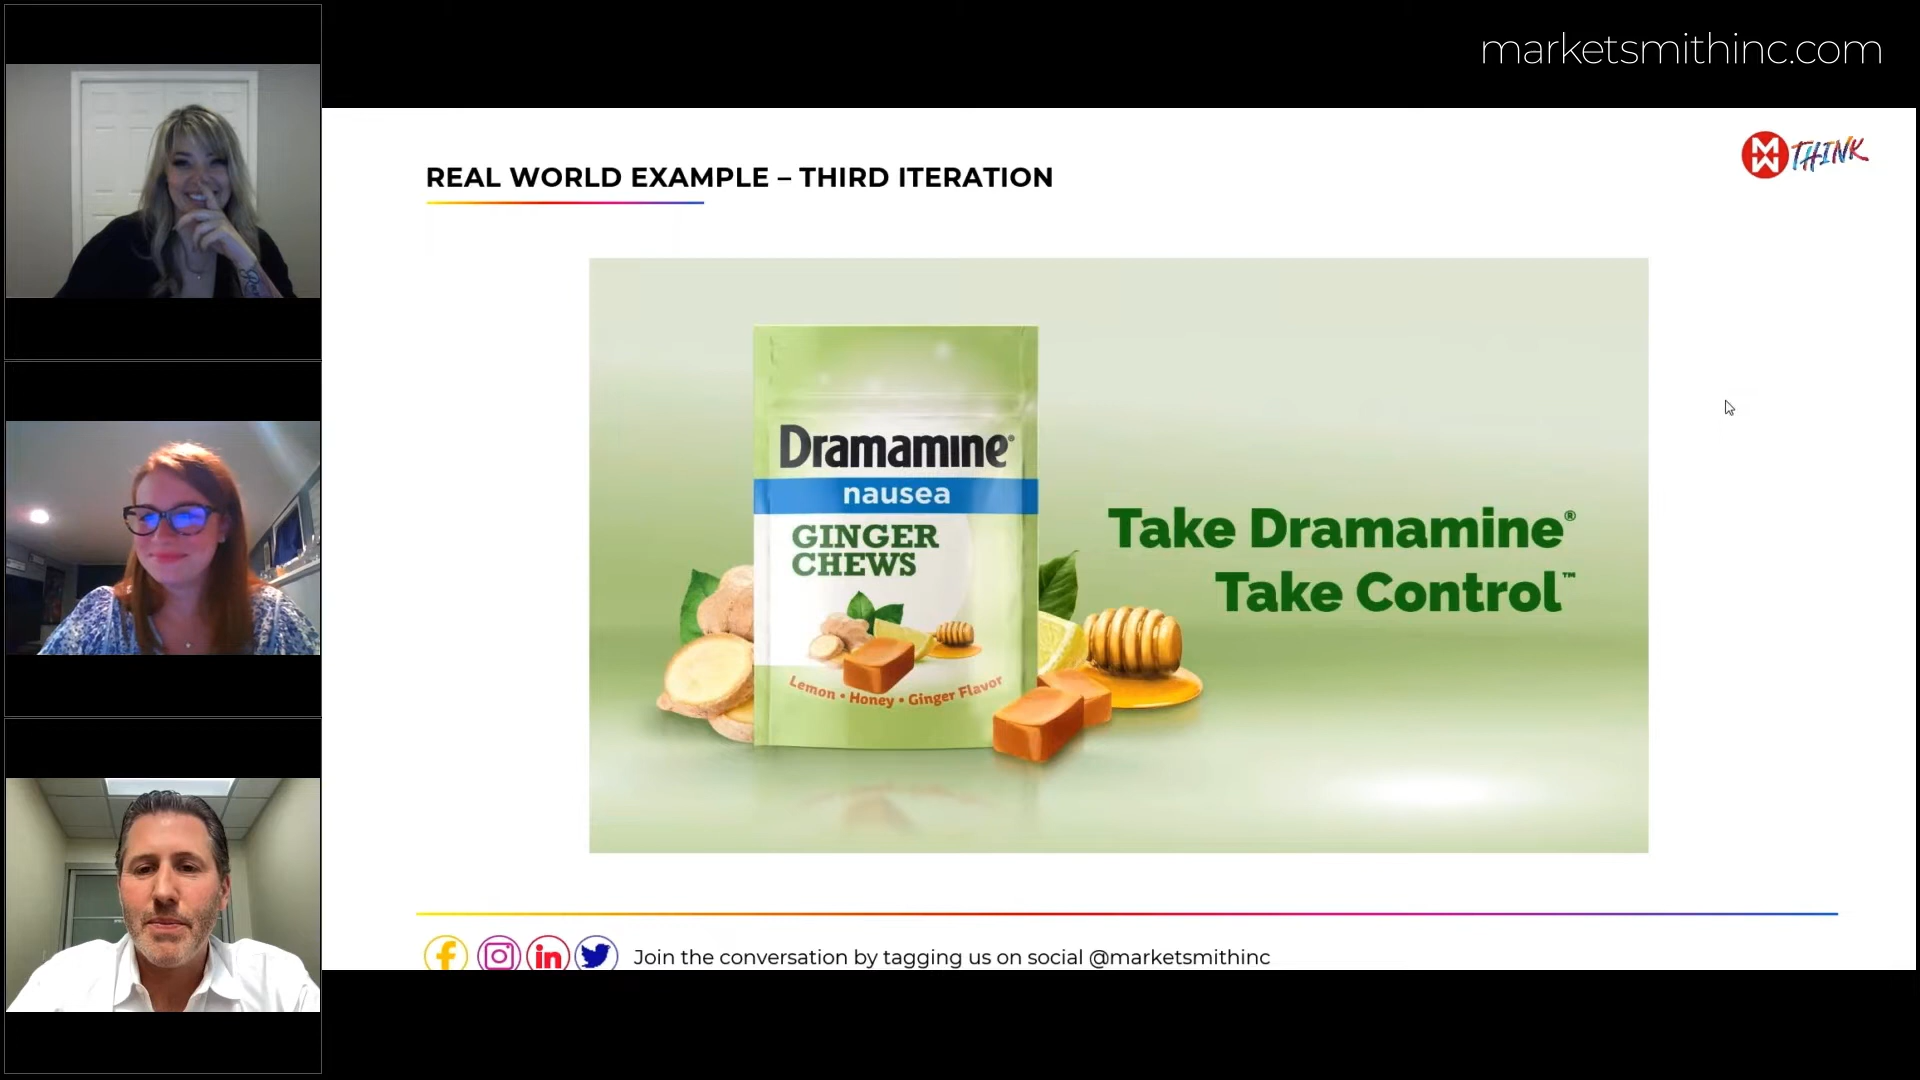 marketsmithinc.com
THINK
REAL WORLD EXAMPLE – THIRD ITERATION
Dramamine®
nausea
GINGER
CHEWS
Lemon • Honey • Ginger Flavor
Take Dramamine®
Take Control™
Join the conversation by tagging us on social @marketsmithinc